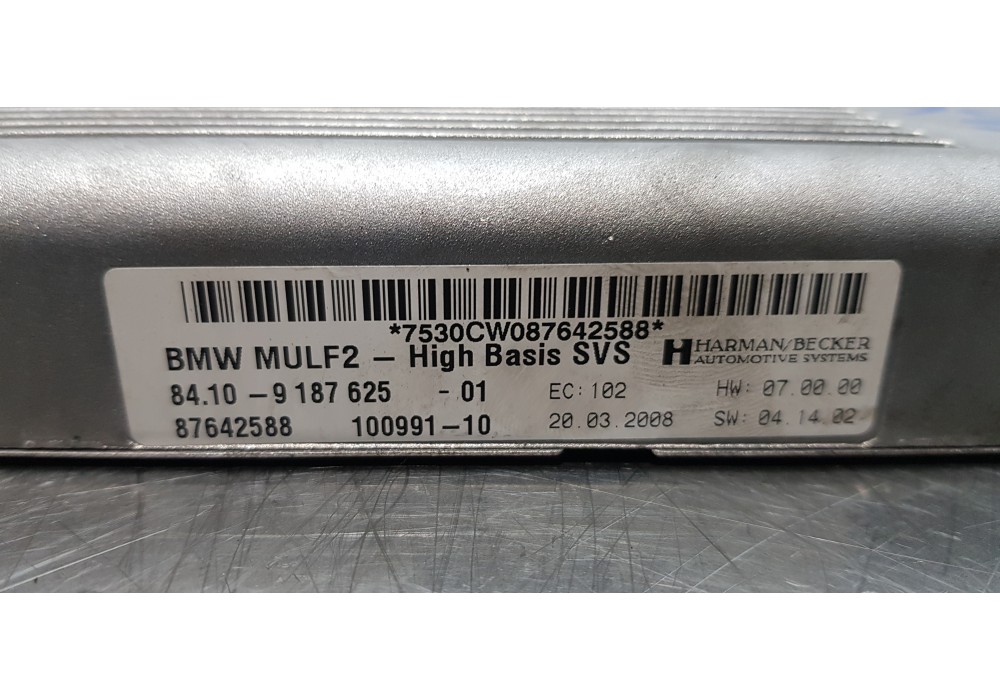 *7530CW087642588*
BMW MULF2 – High Basis SVS
HARMAN/BECKER
AUTOMOTIVE SYSTEMS
84.10 – 9 187 625 - 01 EC: 102 HW: 07.00.00
87642588 100991–10 20.03.2008 SW: 04.14.02